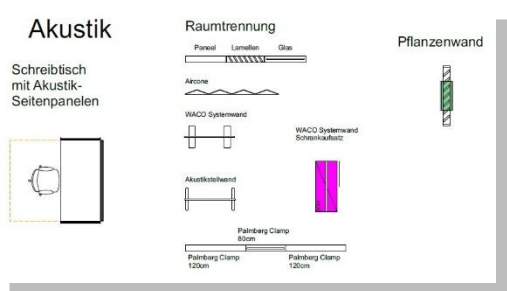 Akustik
Schreibtisch
mit Akustik-
Seitenpanelen
Raumtrennung
Paneel Lamellen Glas
Aircone
WACO Systemwand
WACO Systemwand
Schrankaufsatz
Akustikstellwand
Palmberg Clamp
80cm
Palmberg Clamp
120cm
Palmberg Clamp
120cm
Pflanzenwand